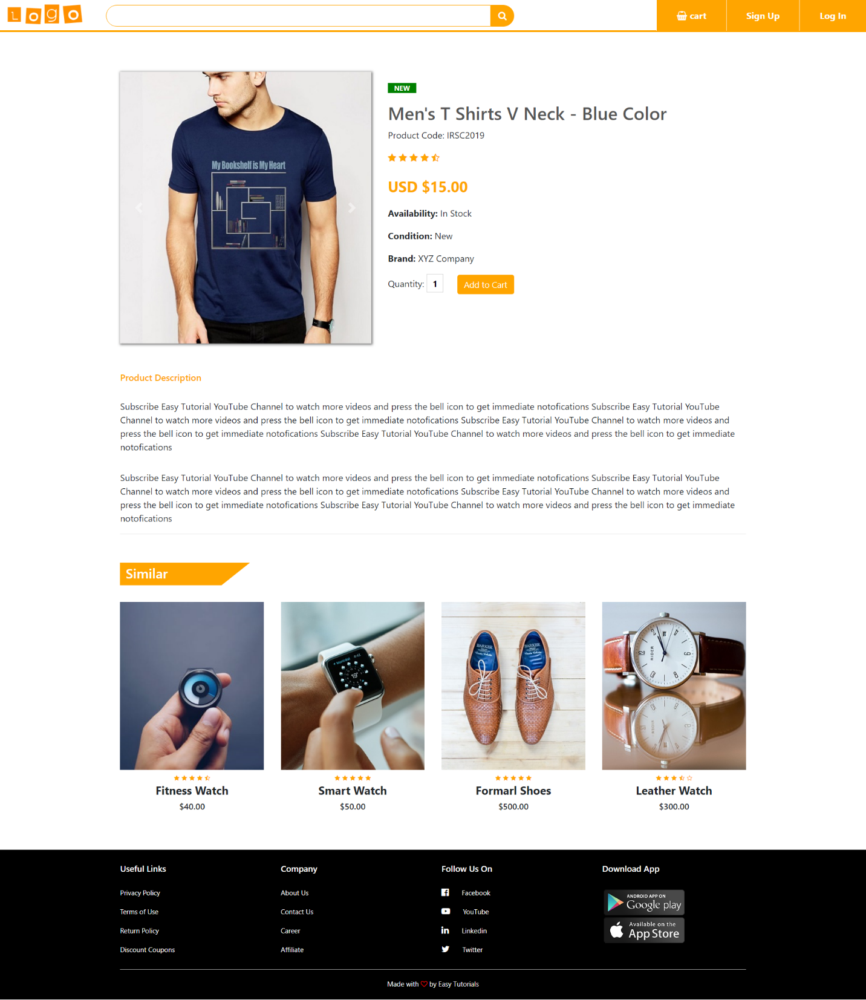 Logo
cart
Sign Up
Log In
NEW
Men's T Shirts V Neck - Blue Color
Product Code: IRSC2019
My Bookshelf is My Heart
USD $15.00
Availability: In Stock
Condition: New
Brand: XYZ Company
Quantity: 1 Add to Cart
Product Description
Subscribe Easy Tutorial YouTube Channel to watch more videos and press the bell icon to get immediate notofications Subscribe Easy Tutorial YouTube
Channel to watch more videos and press the bell icon to get immediate notofications Subscribe Easy Tutorial YouTube Channel to watch more videos and
press the bell icon to get immediate notofications Subscribe Easy Tutorial YouTube Channel to watch more videos and press the bell icon to get immediate
notofications
Subscribe Easy Tutorial YouTube Channel to watch more videos and press the bell icon to get immediate notofications Subscribe Easy Tutorial YouTube
Channel to watch more videos and press the bell icon to get immediate notofications Subscribe Easy Tutorial YouTube Channel to watch more videos and
press the bell icon to get immediate notofications Subscribe Easy Tutorial YouTube Channel to watch more videos and press the bell icon to get immediate
notofications
Similar
Montréal 4:42
19°
BARKER
BARKER
RIDER
Fitness Watch
$40.00
Smart Watch
$50.00
Formarl Shoes
$500.00
Leather Watch
$300.00
Useful Links
Privacy Policy
Terms of Use
Return Policy
Discount Coupons
Company
About Us
Contact Us
Career
Affiliate
Follow Us On
Facebook
YouTube
Linkedin
Twitter
Download App
ANDROID APP ON
Google play
Available on the
App Store
Made with by Easy Tutorials